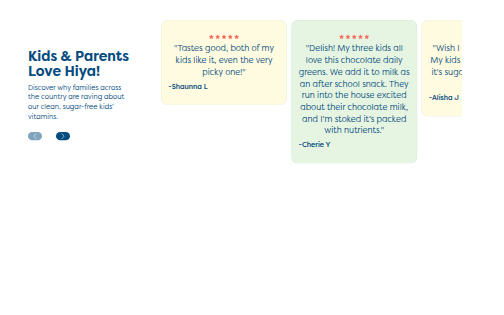 Kids & Parents
Love Hiya!
Discover why families across
the country are raving about
our clean, sugar-free kids'
vitamins.
"Tastes good, both of my
kids like it, even the very
picky one!"
-Shaunna L
"Delish! My three kids all
love this chocolate daily
greens. We add it to milk as
an after school snack. They
run into the house excited
about their chocolate milk,
and I'm stoked it's packed
with nutrients."
-Cherie Y
"Wish I
My kids
it's sugo
-Alisha J